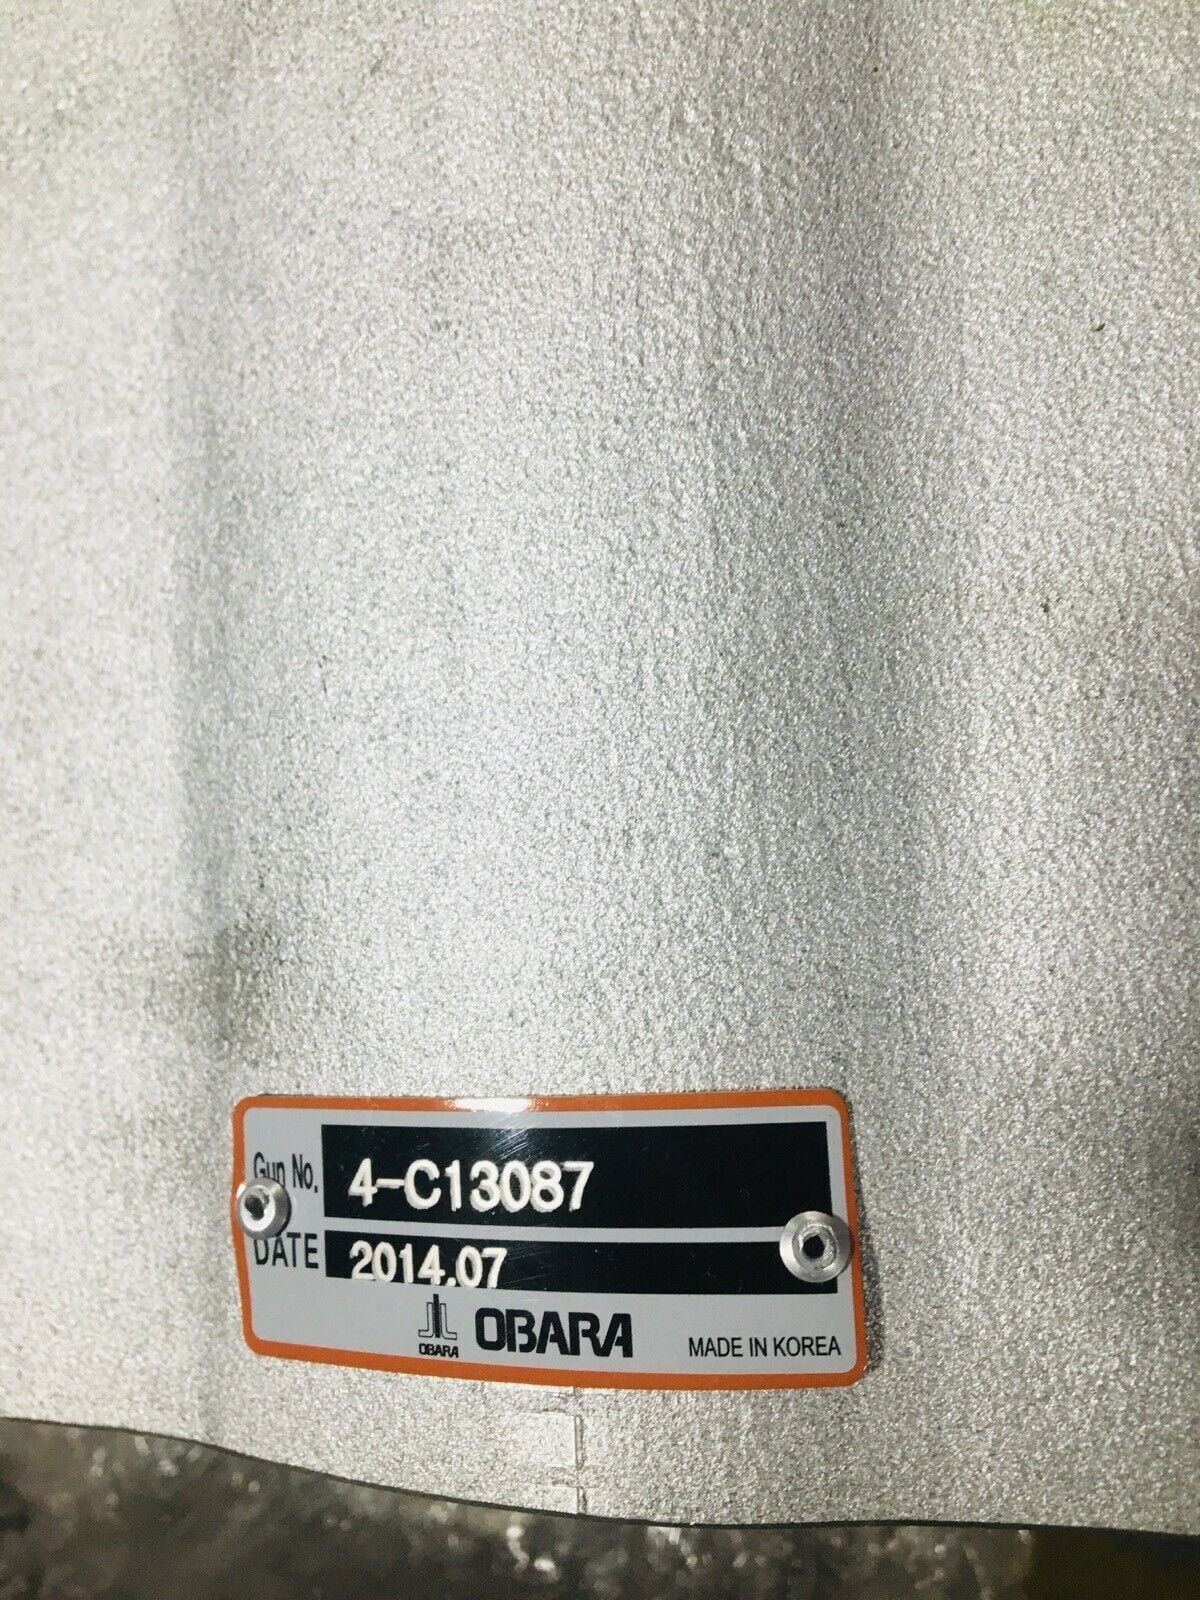 Gun No. 4-C13087
DATE 2014.07
OBARA OBARA MADE IN KOREA